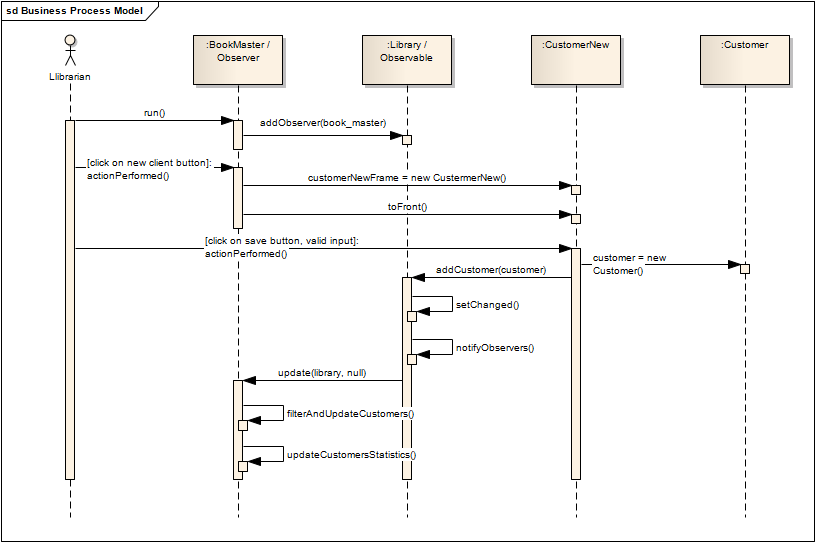 sd Business Process Model
:BookMaster /
Observer
:Library /
Observable
:CustomerNew
:Customer
Llibrarian
run()
addObserver(book_master)
[click on new client button]:
actionPerformed()
customerNewFrame = new CustermerNew()
toFront()
[click on save button, valid input]:
actionPerformed()
customer = new
Customer()
addCustomer(customer)
setChanged()
notifyObservers()
update(library, null)
filterAndUpdateCustomers()
updateCustomersStatistics()